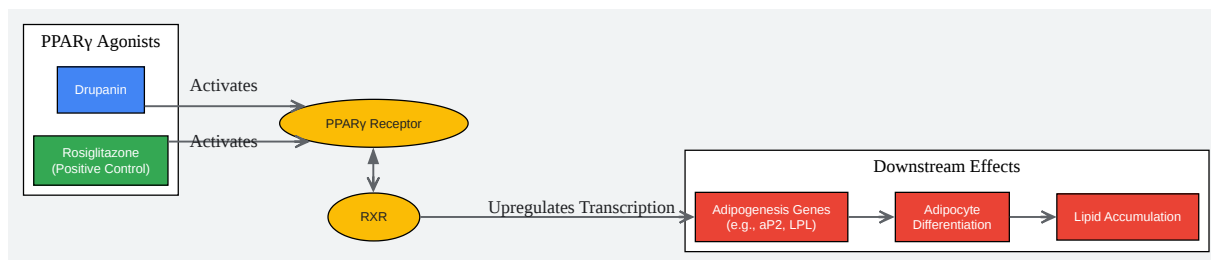 PPARγ Agonists
Drupanin
Rosiglitazone
(Positive Control)
Activates
Activates
PPARγ Receptor
RXR
Upregulates Transcription
Downstream Effects
Adipogenesis Genes
(e.g., aP2, LPL)
Adipocyte
Differentiation
Lipid Accumulation